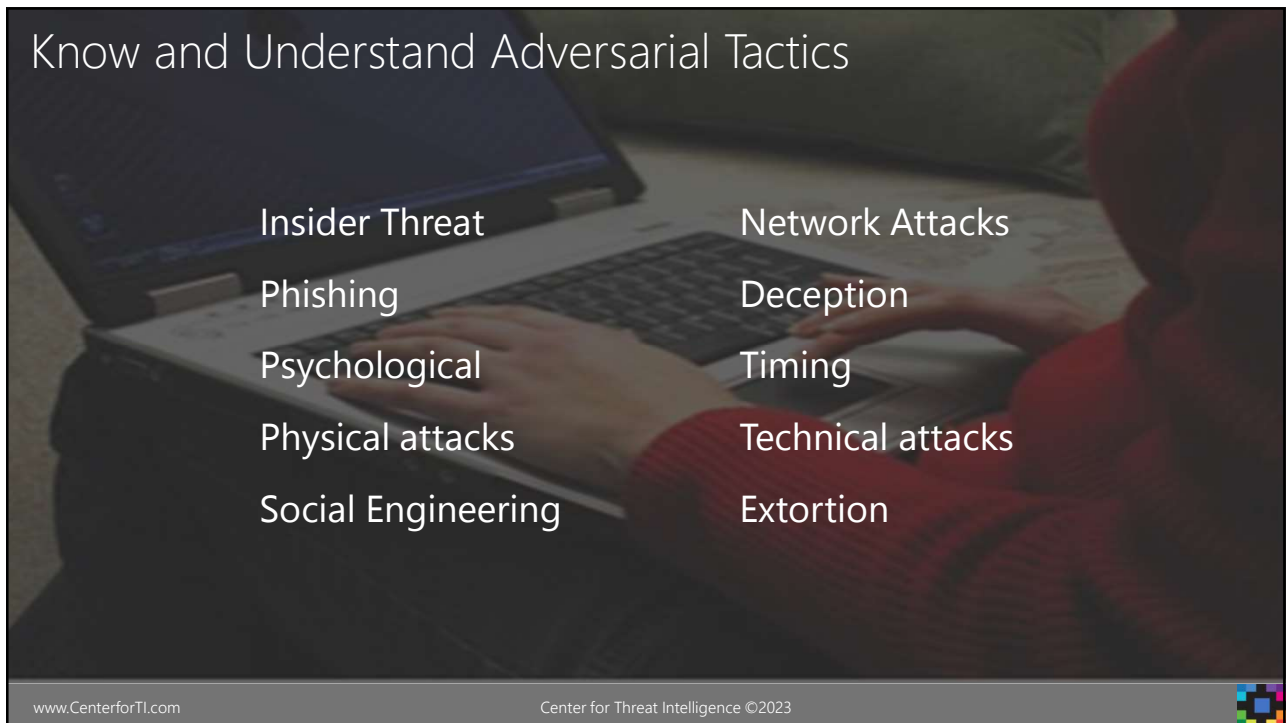 Know and Understand Adversarial Tactics
Insider Threat
Phishing
Psychological
Physical attacks
Social Engineering
Network Attacks
Deception
Timing
Technical attacks
Extortion
www.CenterforTI.com
Center for Threat Intelligence ©2023